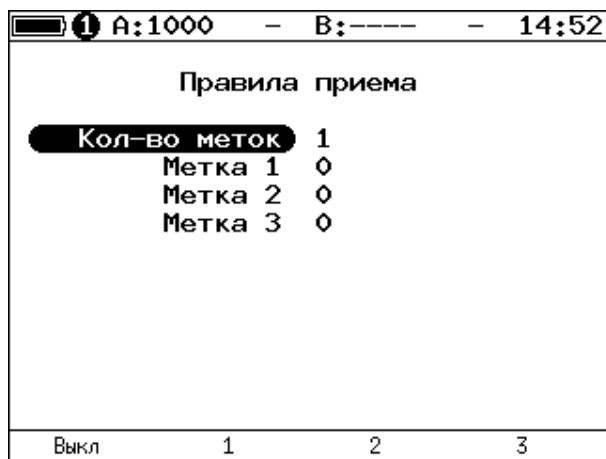 1 A:1000 – B:---- – 14:52
Правила приема
Кол-во меток 1
Метка 1 0
Метка 2 0
Метка 3 0
Выкл 1 2 3